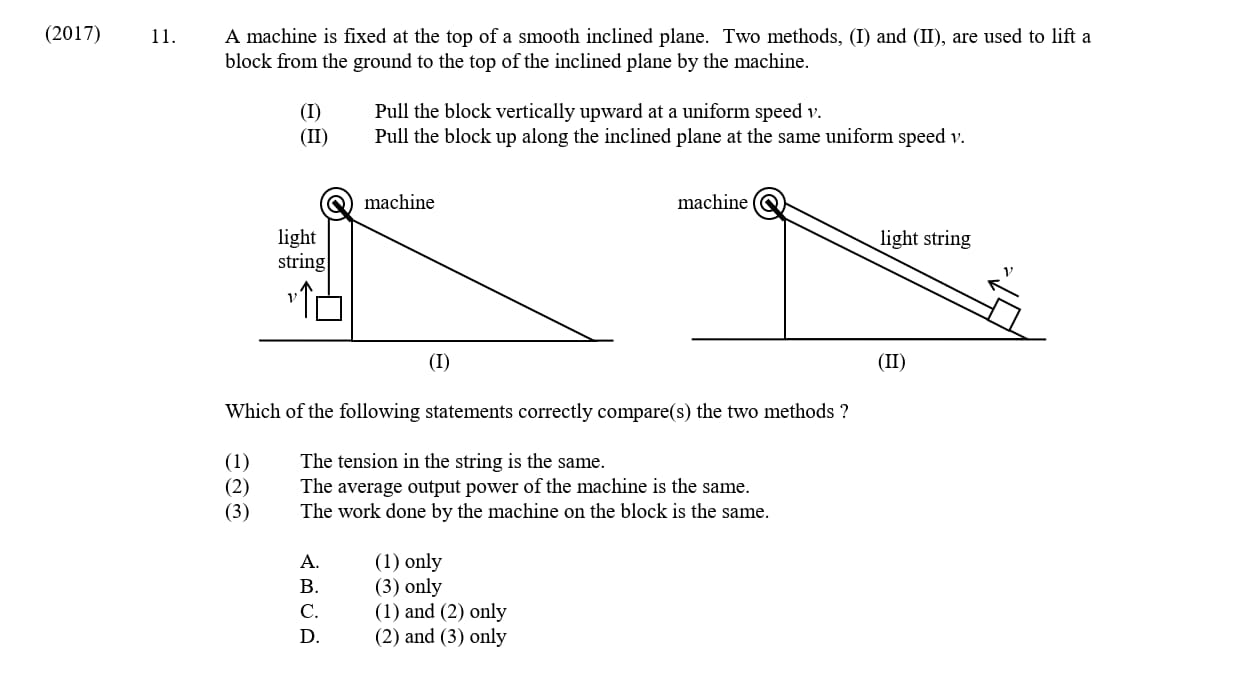 (2017) 11. A machine is fixed at the top of a smooth inclined plane. Two methods, (I) and (II), are used to lift a
block from the ground to the top of the inclined plane by the machine.
(I) Pull the block vertically upward at a uniform speed v.
(II) Pull the block up along the inclined plane at the same uniform speed v.
machine
light
string
v
(I)
machine
light string
v
(II)
Which of the following statements correctly compare(s) the two methods ?
(1) The tension in the string is the same.
(2) The average output power of the machine is the same.
(3) The work done by the machine on the block is the same.
A. (1) only
B. (3) only
C. (1) and (2) only
D. (2) and (3) only